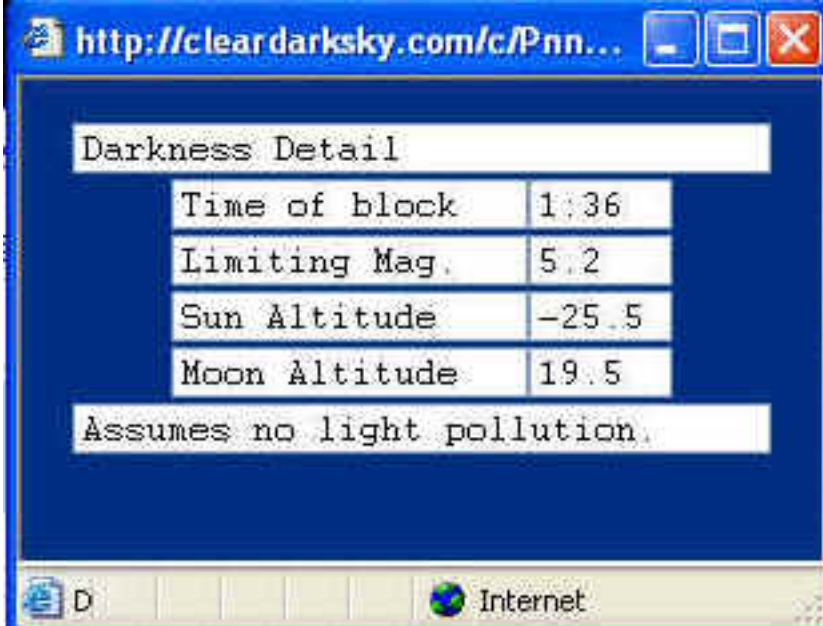 http://cleardarksky.com/c/Pnn...
Darkness Detail
Time of block 1:36
Limiting Mag. 5.2
Sun Altitude -25.5
Moon Altitude 19.5
Assumes no light pollution.
D Internet